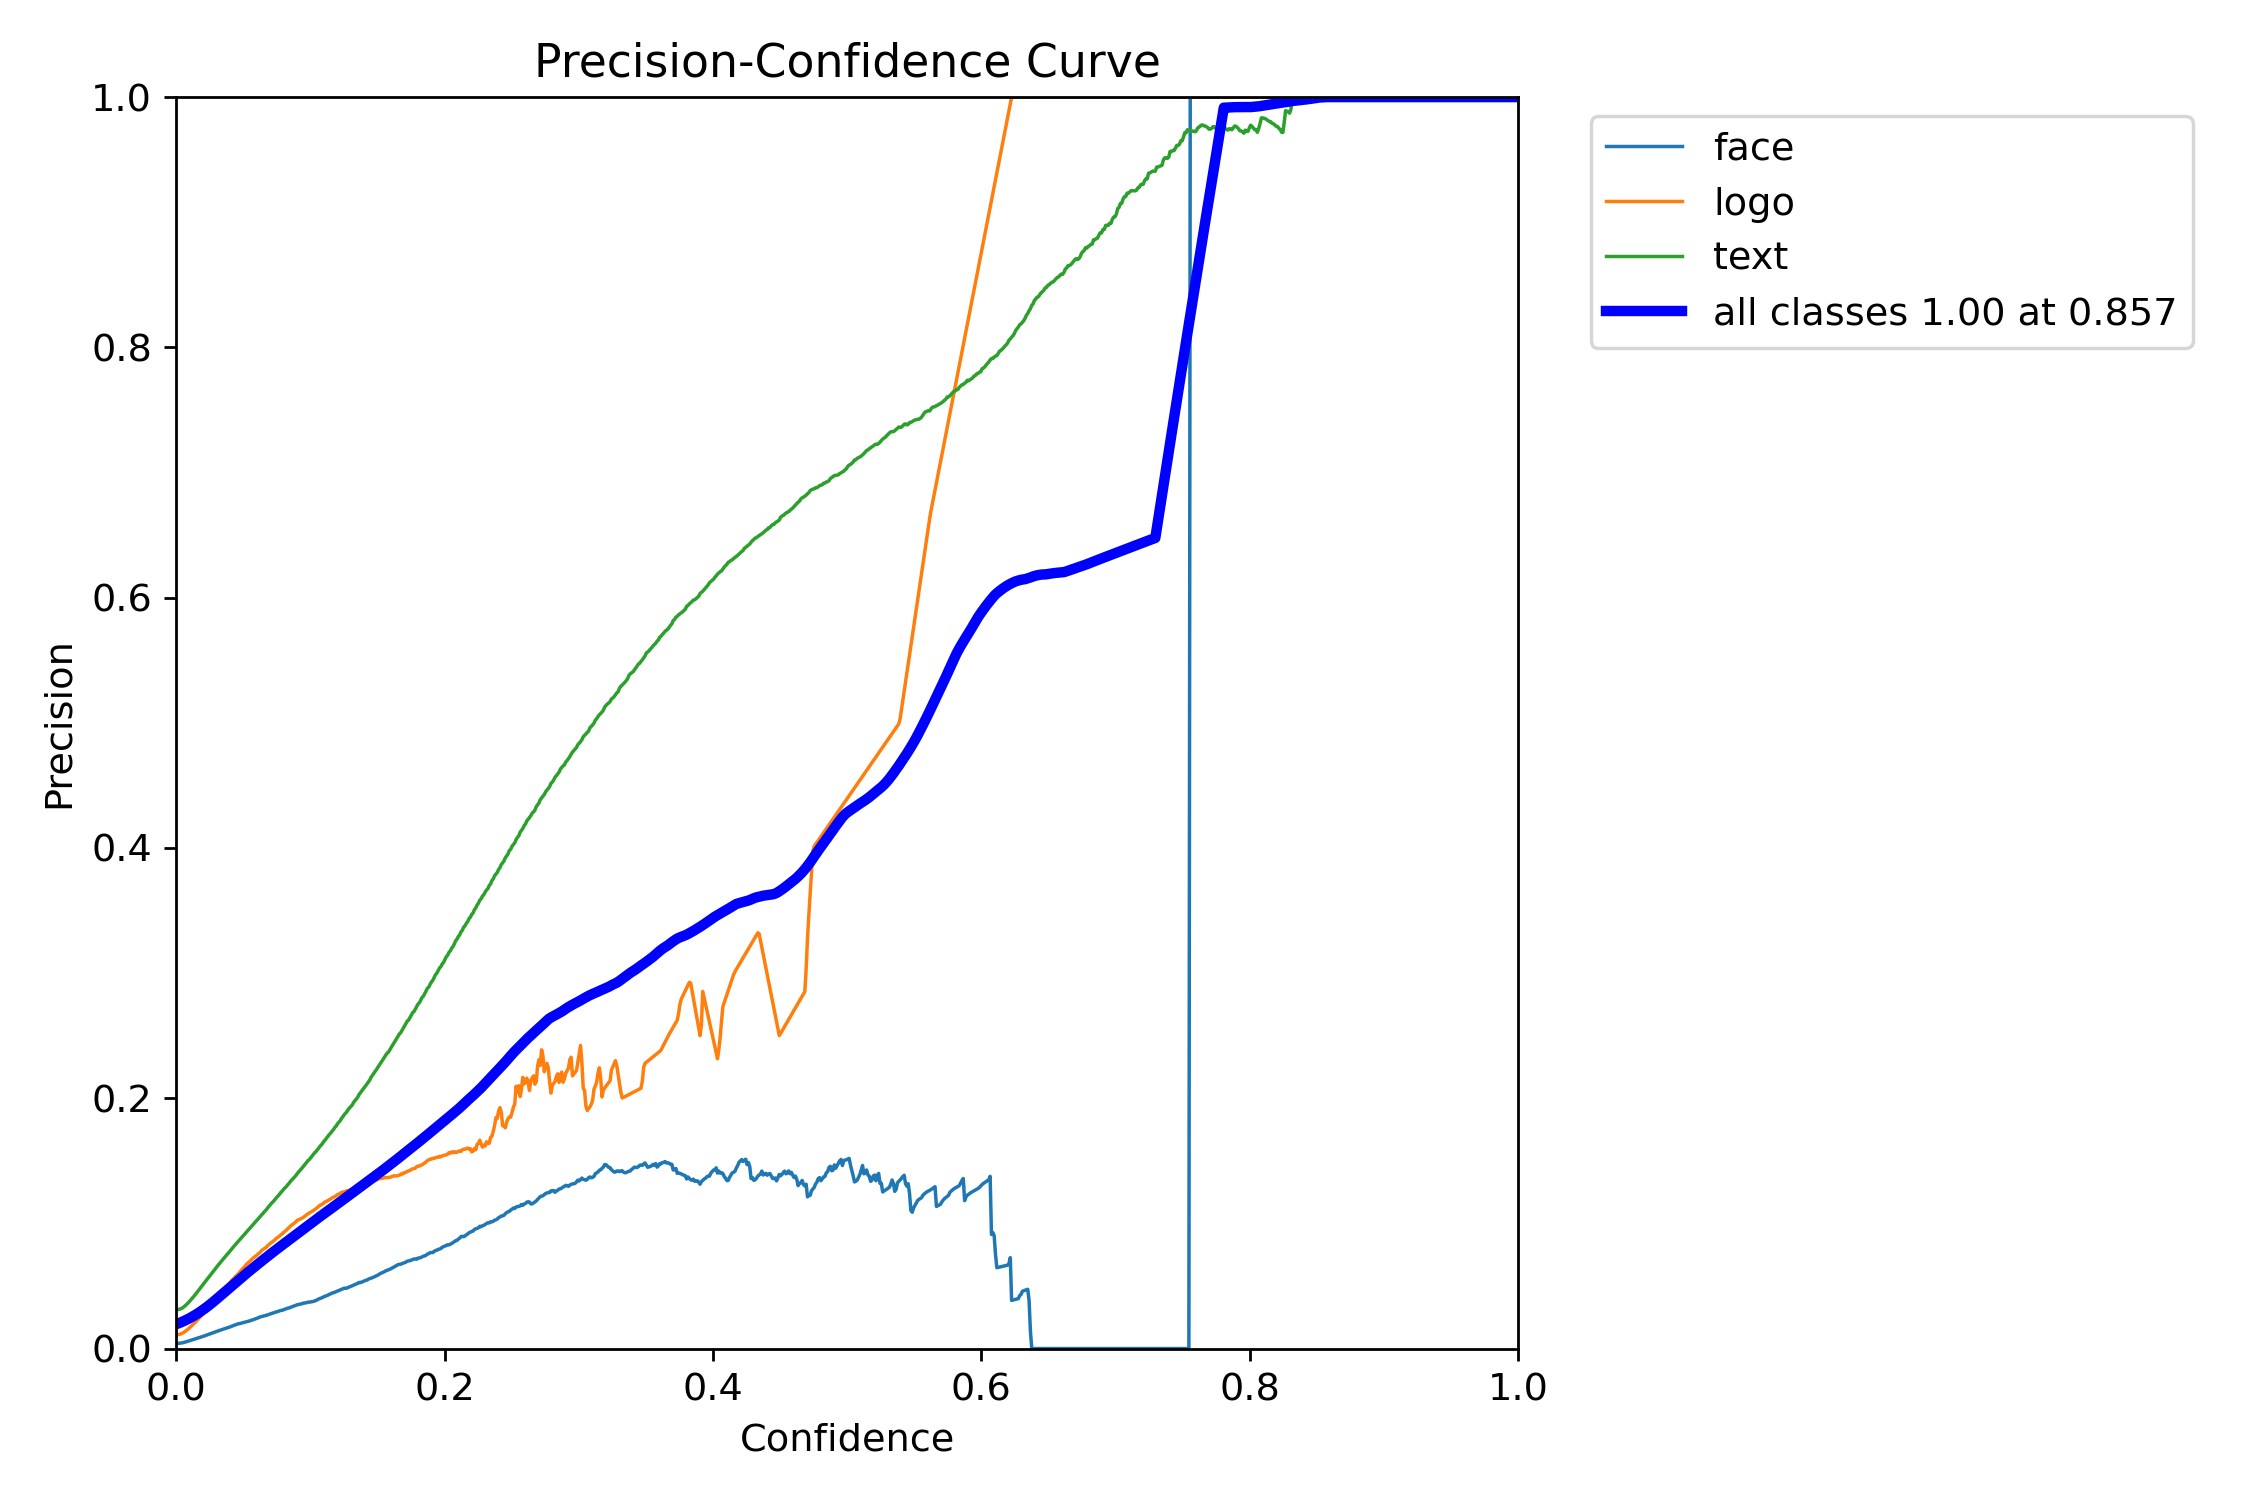 Precision-Confidence Curve
1.0
0.8
0.6
0.4
0.2
0.0
Precision
0.0 0.2 0.4 0.6 0.8 1.0
Confidence
face
logo
text
all classes 1.00 at 0.857